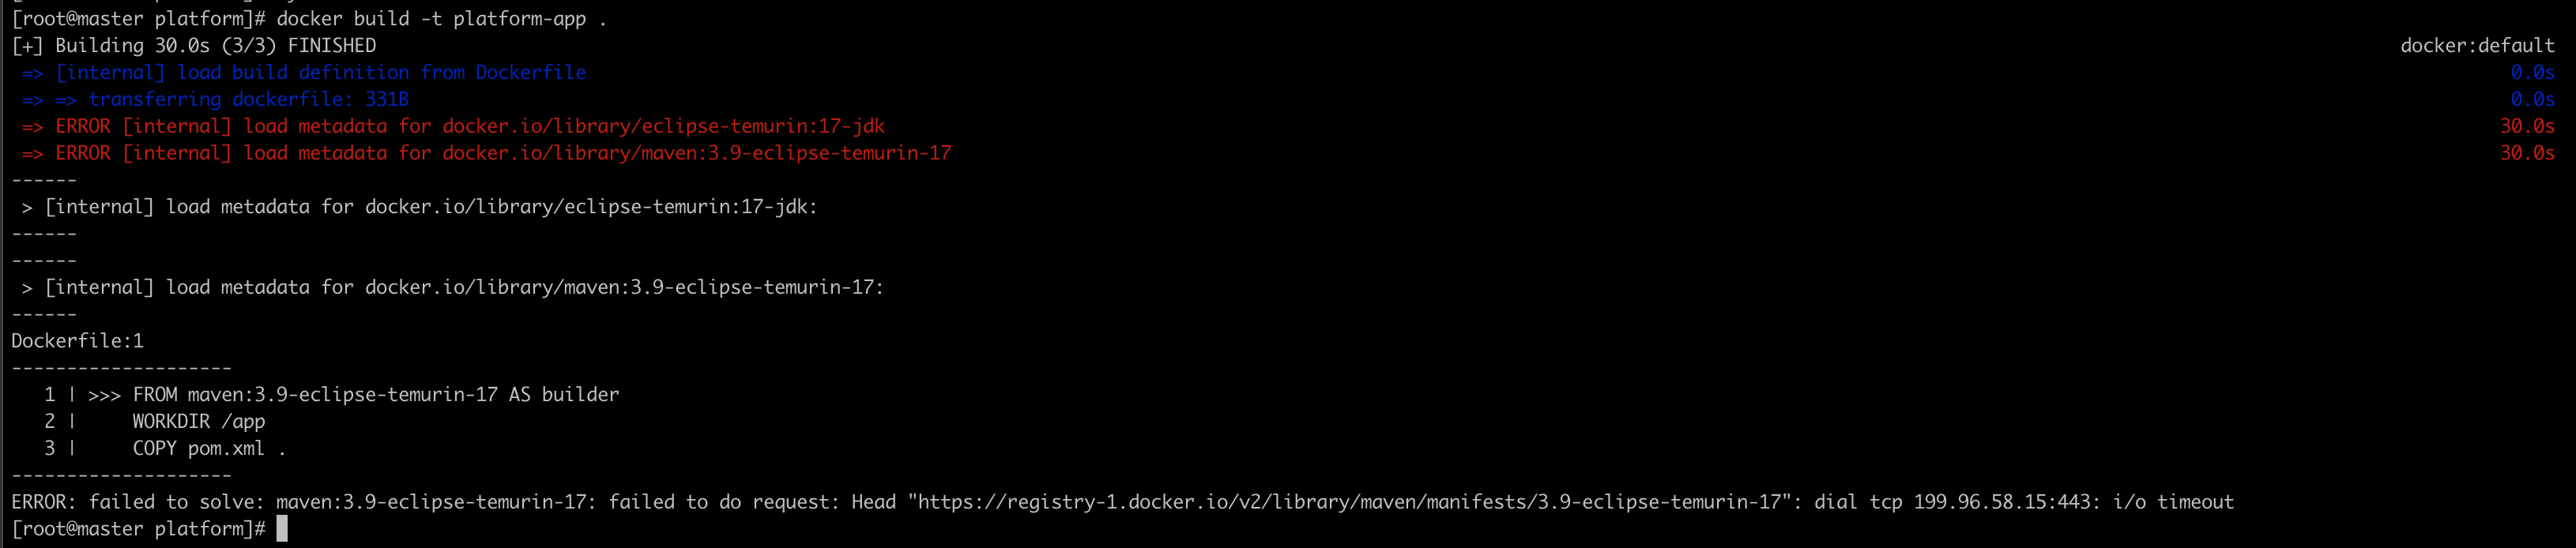 [root@master platform]# docker build -t platform-app .
[+] Building 30.0s (3/3) FINISHED docker:default
=> [internal] load build definition from Dockerfile 0.0s
=> => transferring dockerfile: 331B 0.0s
=> ERROR [internal] load metadata for docker.io/library/eclipse-temurin:17-jdk 30.0s
=> ERROR [internal] load metadata for docker.io/library/maven:3.9-eclipse-temurin-17 30.0s
------
> [internal] load metadata for docker.io/library/eclipse-temurin:17-jdk:
------
------
> [internal] load metadata for docker.io/library/maven:3.9-eclipse-temurin-17:
------
Dockerfile:1
--------------------
1 | >>> FROM maven:3.9-eclipse-temurin-17 AS builder
2 | WORKDIR /app
3 | COPY pom.xml .
--------------------
ERROR: failed to solve: maven:3.9-eclipse-temurin-17: failed to do request: Head "https://registry-1.docker.io/v2/library/maven/manifests/3.9-eclipse-temurin-17": dial tcp 199.96.58.15:443: i/o timeout
[root@master platform]#